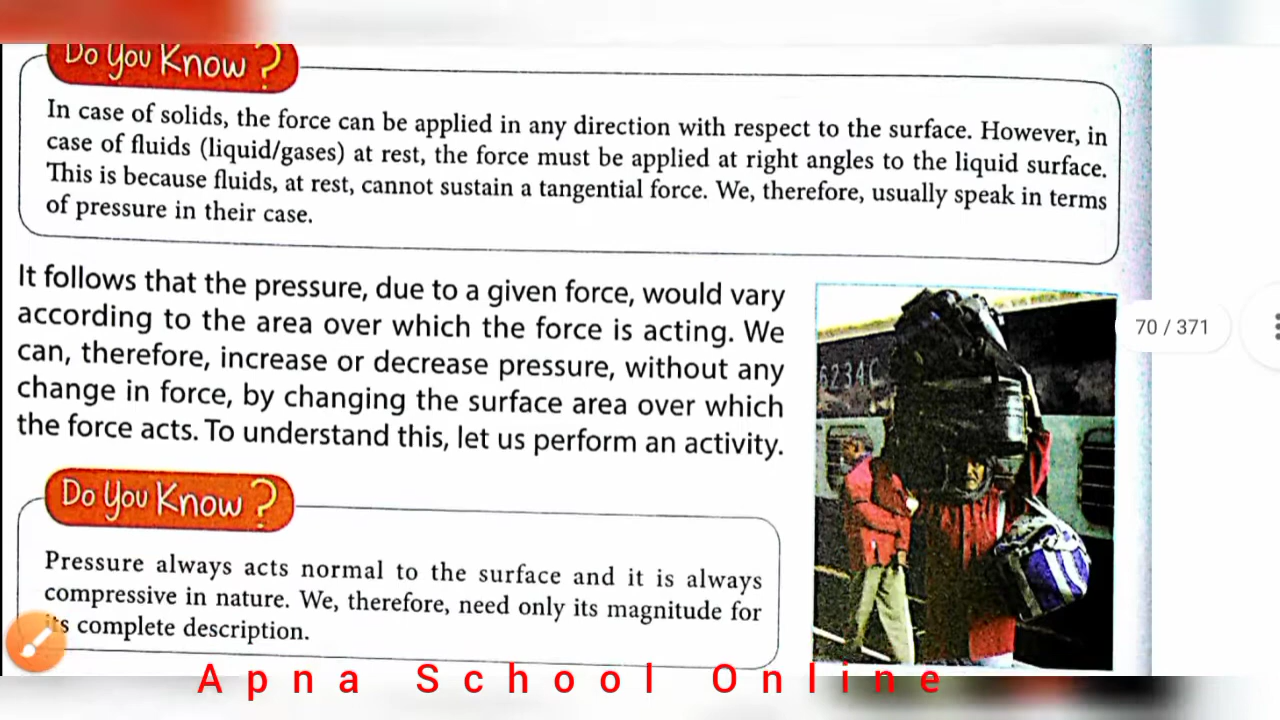 Do You Know ?
In case of solids, the force can be applied in any direction with respect to the surface. However, in
case of fluids (liquid/gases) at rest, the force must be applied at right angles to the liquid surface.
This is because fluids, at rest, cannot sustain a tangential force. We, therefore, usually speak in terms
of pressure in their case.
It follows that the pressure, due to a given force, would vary
according to the area over which the force is acting. We
can, therefore, increase or decrease pressure, without any
change in force, by changing the surface area over which
the force acts. To understand this, let us perform an activity.
6234C
70 / 371
Do You Know ?
Pressure always acts normal to the surface and it is always
compressive in nature. We, therefore, need only its magnitude for
its complete description.
Apna School Online